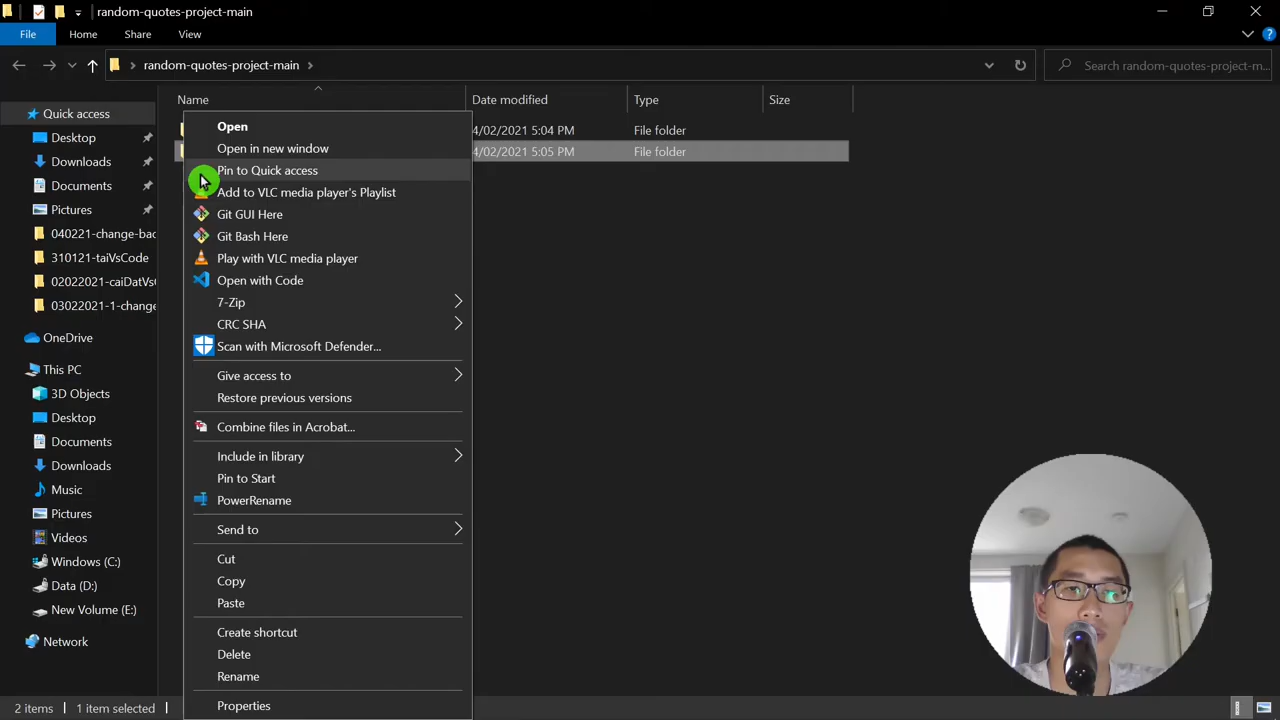 random-quotes-project-main
File
Home
Share
View
random-quotes-project-main
Search random-quotes-project-m...
Quick access
Desktop
Downloads
Documents
Pictures
040221-change-bac
310121-taiVsCode
02022021-caiDatVs
03022021-1-change
OneDrive
This PC
3D Objects
Desktop
Documents
Downloads
Music
Pictures
Videos
Windows (C:)
Data (D:)
New Volume (E:)
Network
Name
Date modified
Type
Size
4/02/2021 5:04 PM
File folder
4/02/2021 5:05 PM
File folder
Open
Open in new window
Pin to Quick access
Add to VLC media player's Playlist
Git GUI Here
Git Bash Here
Play with VLC media player
Open with Code
7-Zip
CRC SHA
Scan with Microsoft Defender...
Give access to
Restore previous versions
Combine files in Acrobat...
Include in library
Pin to Start
PowerRename
Send to
Cut
Copy
Paste
Create shortcut
Delete
Rename
Properties
2 items
1 item selected